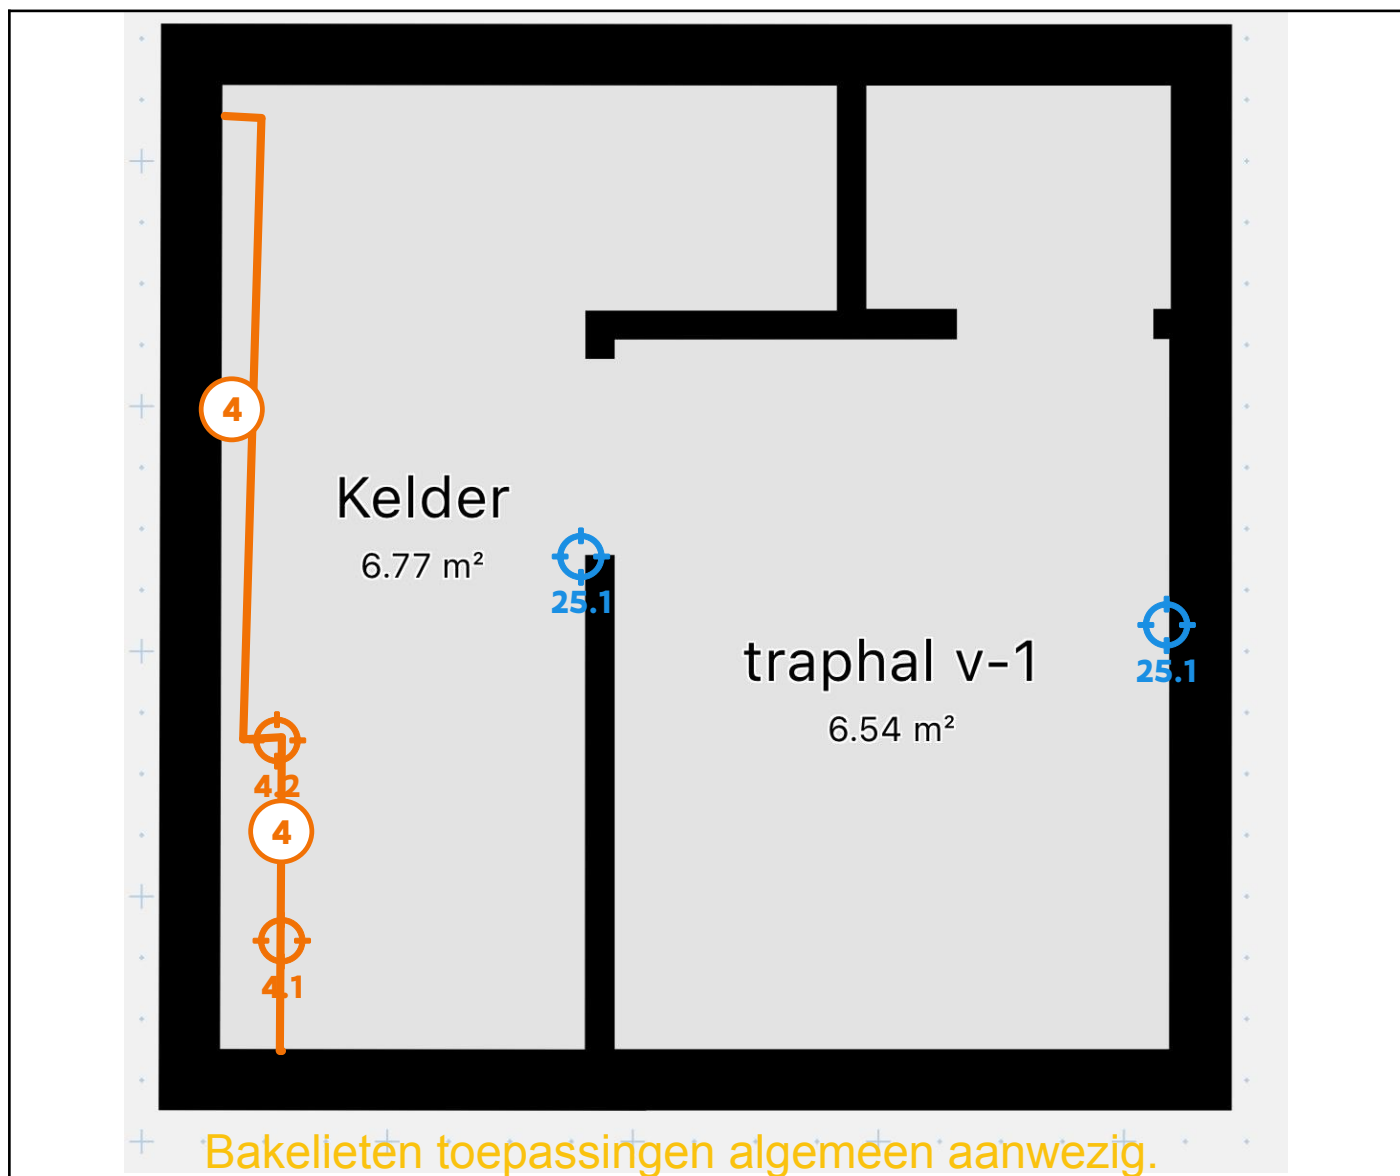 4
Kelder
6.77 m²
25.1
traphal v-1
6.54 m²
25.1
4.2
4
4.1
Bakelieten toepassingen algemeen aanwezig.